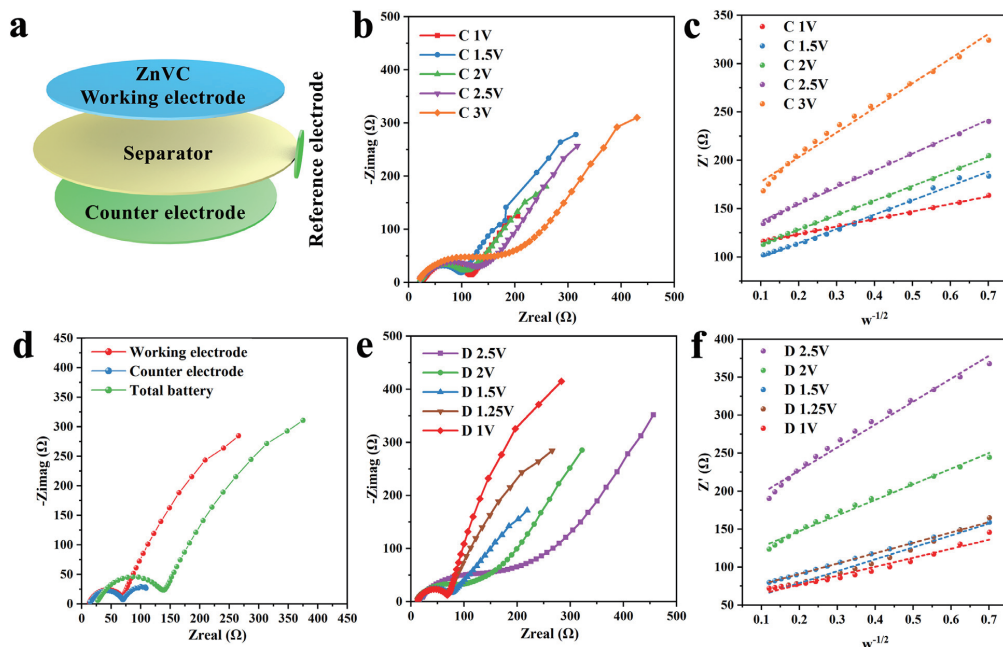 a
ZnVC
Working electrode
Separator
Counter electrode
Reference electrode
b
500
400
300
200
100
0
-Zimag (Ω)
C 1V
C 1.5V
C 2V
C 2.5V
C 3V
0 100 200 300 400 500
Zreal (Ω)
c
350
300
250
200
150
100
Z' (Ω)
C 1V
C 1.5V
C 2V
C 2.5V
C 3V
0.1 0.2 0.3 0.4 0.5 0.6 0.7
w-1/2
d
450
400
350
300
250
200
150
100
50
0
-Zimag (Ω)
Working electrode
Counter electrode
Total battery
0 50 100 150 200 250 300 350 400 450
Zreal (Ω)
e
500
400
300
200
100
0
-Zimag (Ω)
D 2.5V
D 2V
D 1.5V
D 1.25V
D 1V
0 100 200 300 400 500
Zreal (Ω)
f
400
350
300
250
200
150
100
50
Z' (Ω)
D 2.5V
D 2V
D 1.5V
D 1.25V
D 1V
0.1 0.2 0.3 0.4 0.5 0.6 0.7
w-1/2